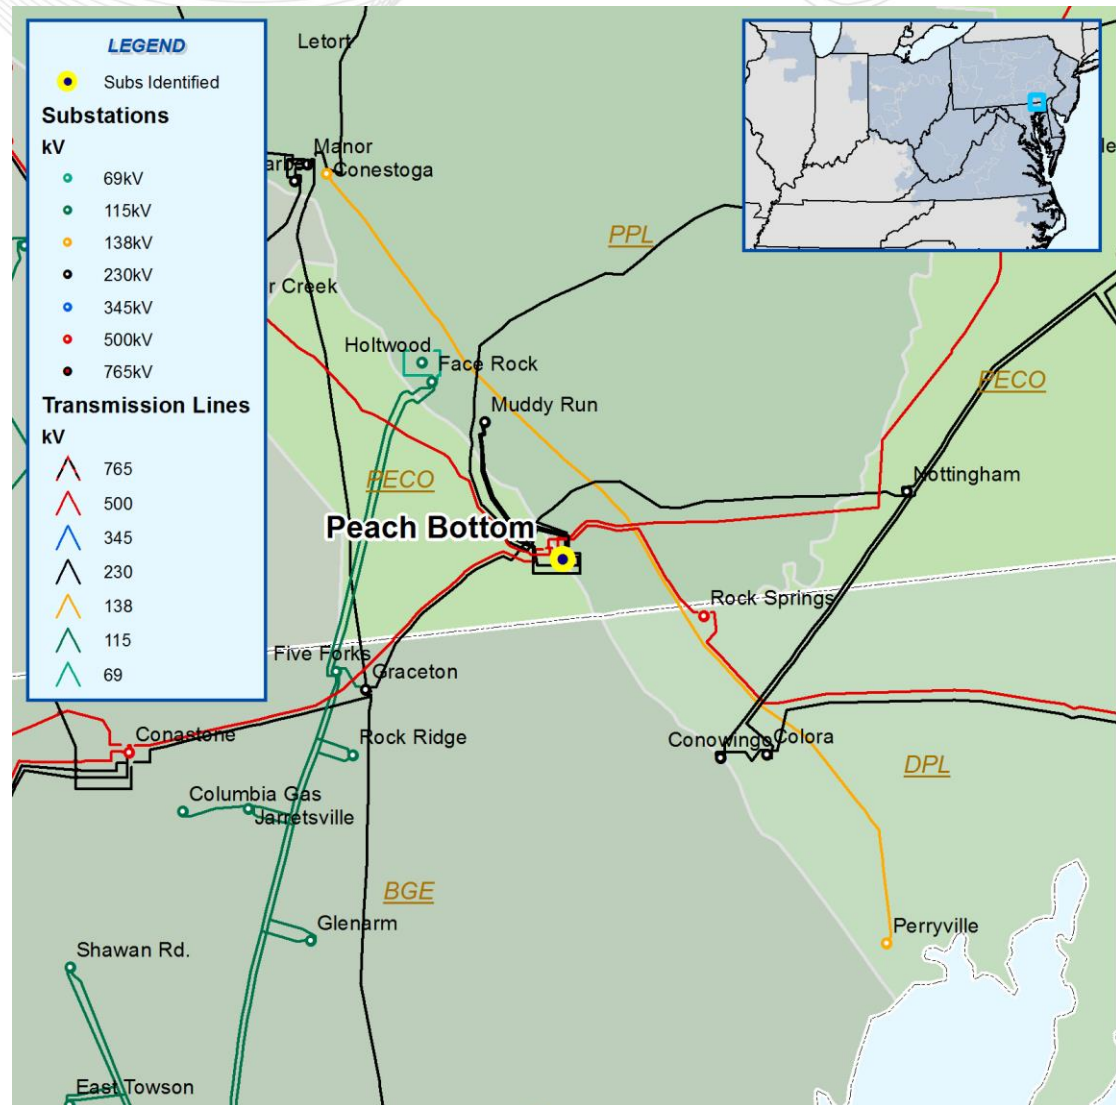 LEGEND
Subs Identified
Substations
kV
69kV
115kV
138kV
230kV
345kV
500kV
765kV
Transmission Lines
kV
765
500
345
230
138
115
69
Letort
Manor
Conestoga
r Creek
PPL
Holtwood
Face Rock
Muddy Run
PECO
PECO
Nottingham
Peach Bottom
Rock Springs
Five Forks
Graceton
Conastone
Rock Ridge
Conowingo
Colora
DPL
Columbia Gas
Jarretsville
BGE
Glenarm
Perryville
Shawan Rd.
East Towson